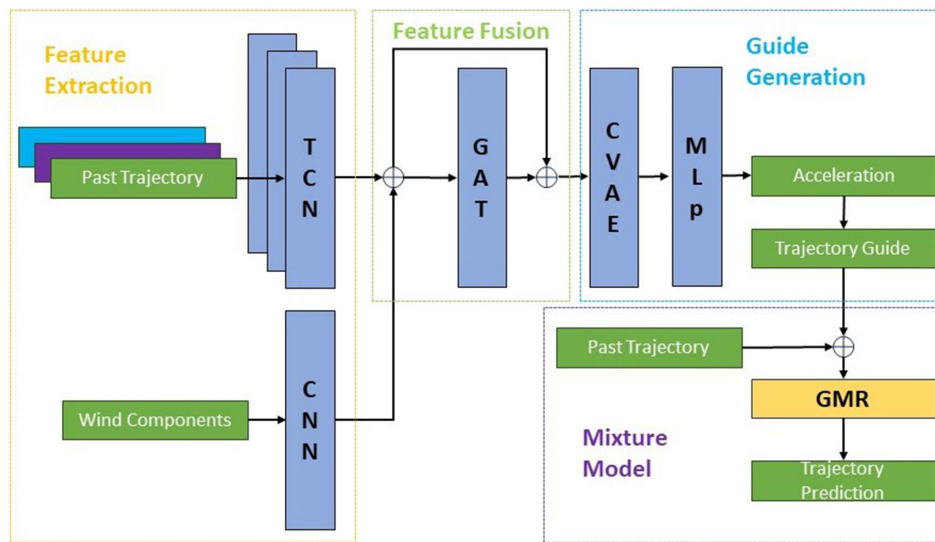 Feature
Extraction
Past Trajectory
T
C
N
Wind Components
C
N
N
Feature Fusion
G
A
T
Guide
Generation
C
V
A
E
M
L
p
Acceleration
Trajectory Guide
Past Trajectory
GMR
Mixture
Model
Trajectory
Prediction